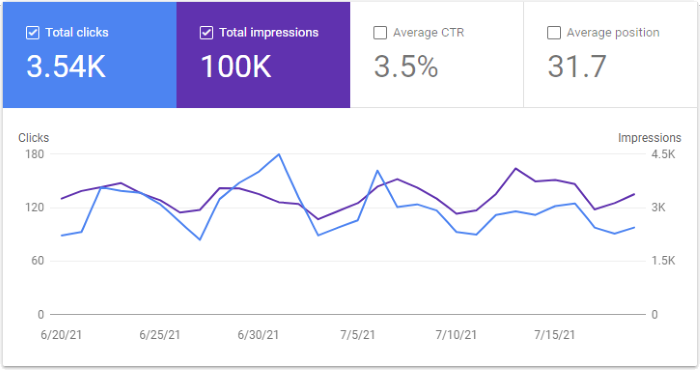 Total clicks
3.54K
Total impressions
100K
Average CTR
3.5%
Average position
31.7
Clicks
Impressions
180
4.5K
120
3K
60
1.5K
0
0
6/20/21
6/25/21
6/30/21
7/5/21
7/10/21
7/15/21